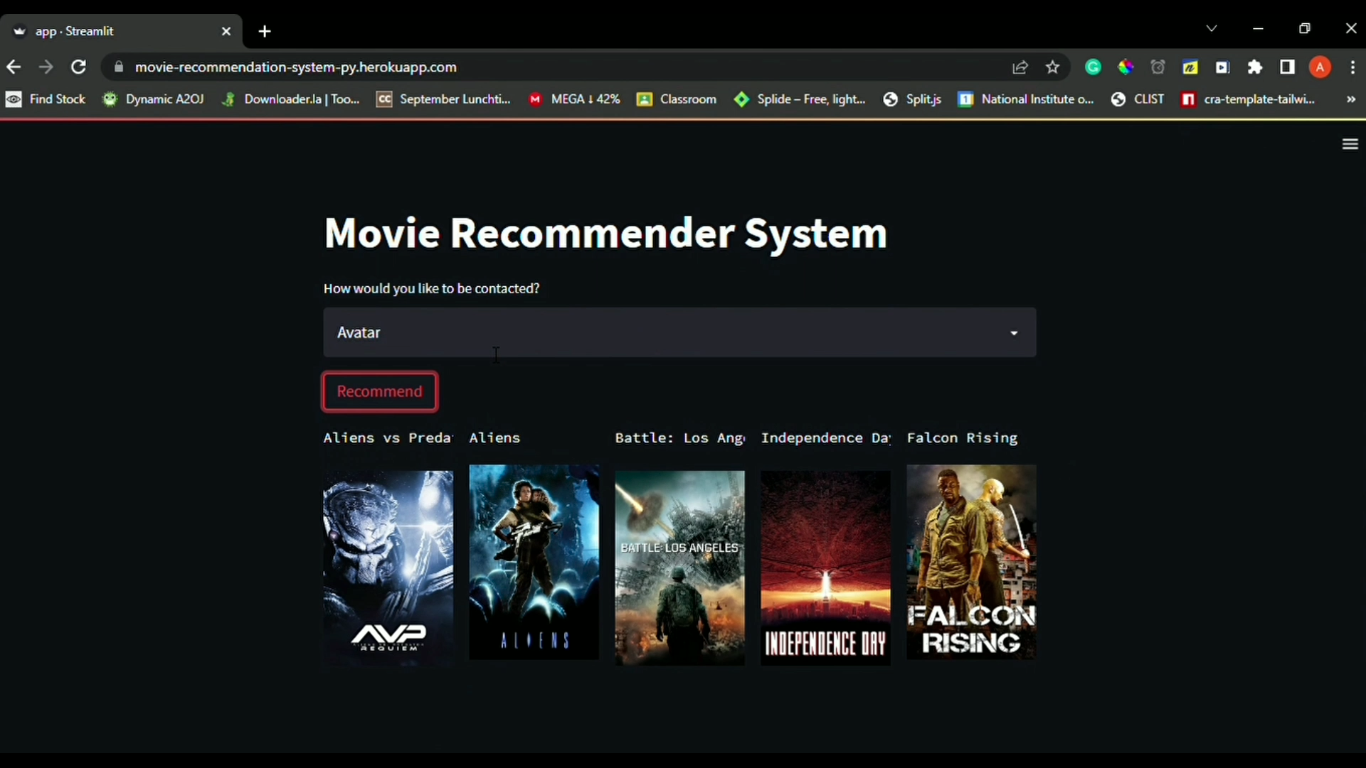 app · Streamlit
movie-recommendation-system-py.herokuapp.com
Find Stock Dynamic A2OJ Downloader.la | Too... September Lunchti... MEGA ↓ 42% Classroom Splide – Free, light... Split.js National Institute o... CLIST cra-template-tailwi... »
Movie Recommender System
How would you like to be contacted?
Avatar
Recommend
Aliens vs Preda Aliens Battle: Los Ang Independence Da Falcon Rising
AVP
REQUIEM
ALIENS
BATTLE: LOS ANGELES
INDEPENDENCE DAY
FALCON
RISING